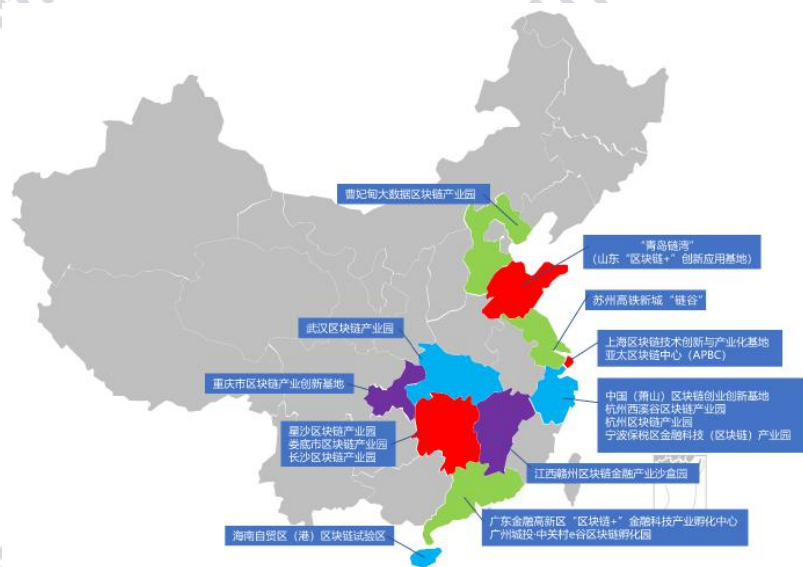 曹妃甸大数据区块链产业园
“青岛链湾”
（山东“区块链+”创新应用基地）
苏州高铁新城“链谷”
武汉区块链产业园
上海区块链技术创新与产业化基地
亚太区块链中心（APBC）
重庆市区块链产业创新基地
中国（萧山）区块链创业创新基地
杭州西溪谷区块链产业园
杭州区块链产业园
宁波保税区金融科技（区块链）产业园
星沙区块链产业园
娄底市区块链产业园
长沙区块链产业园
江西赣州区块链金融产业沙盒园
广东金融高新区“区块链+”金融科技产业孵化中心
广州城投·中关村e谷区块链孵化园
海南自贸区（港）区块链试验区